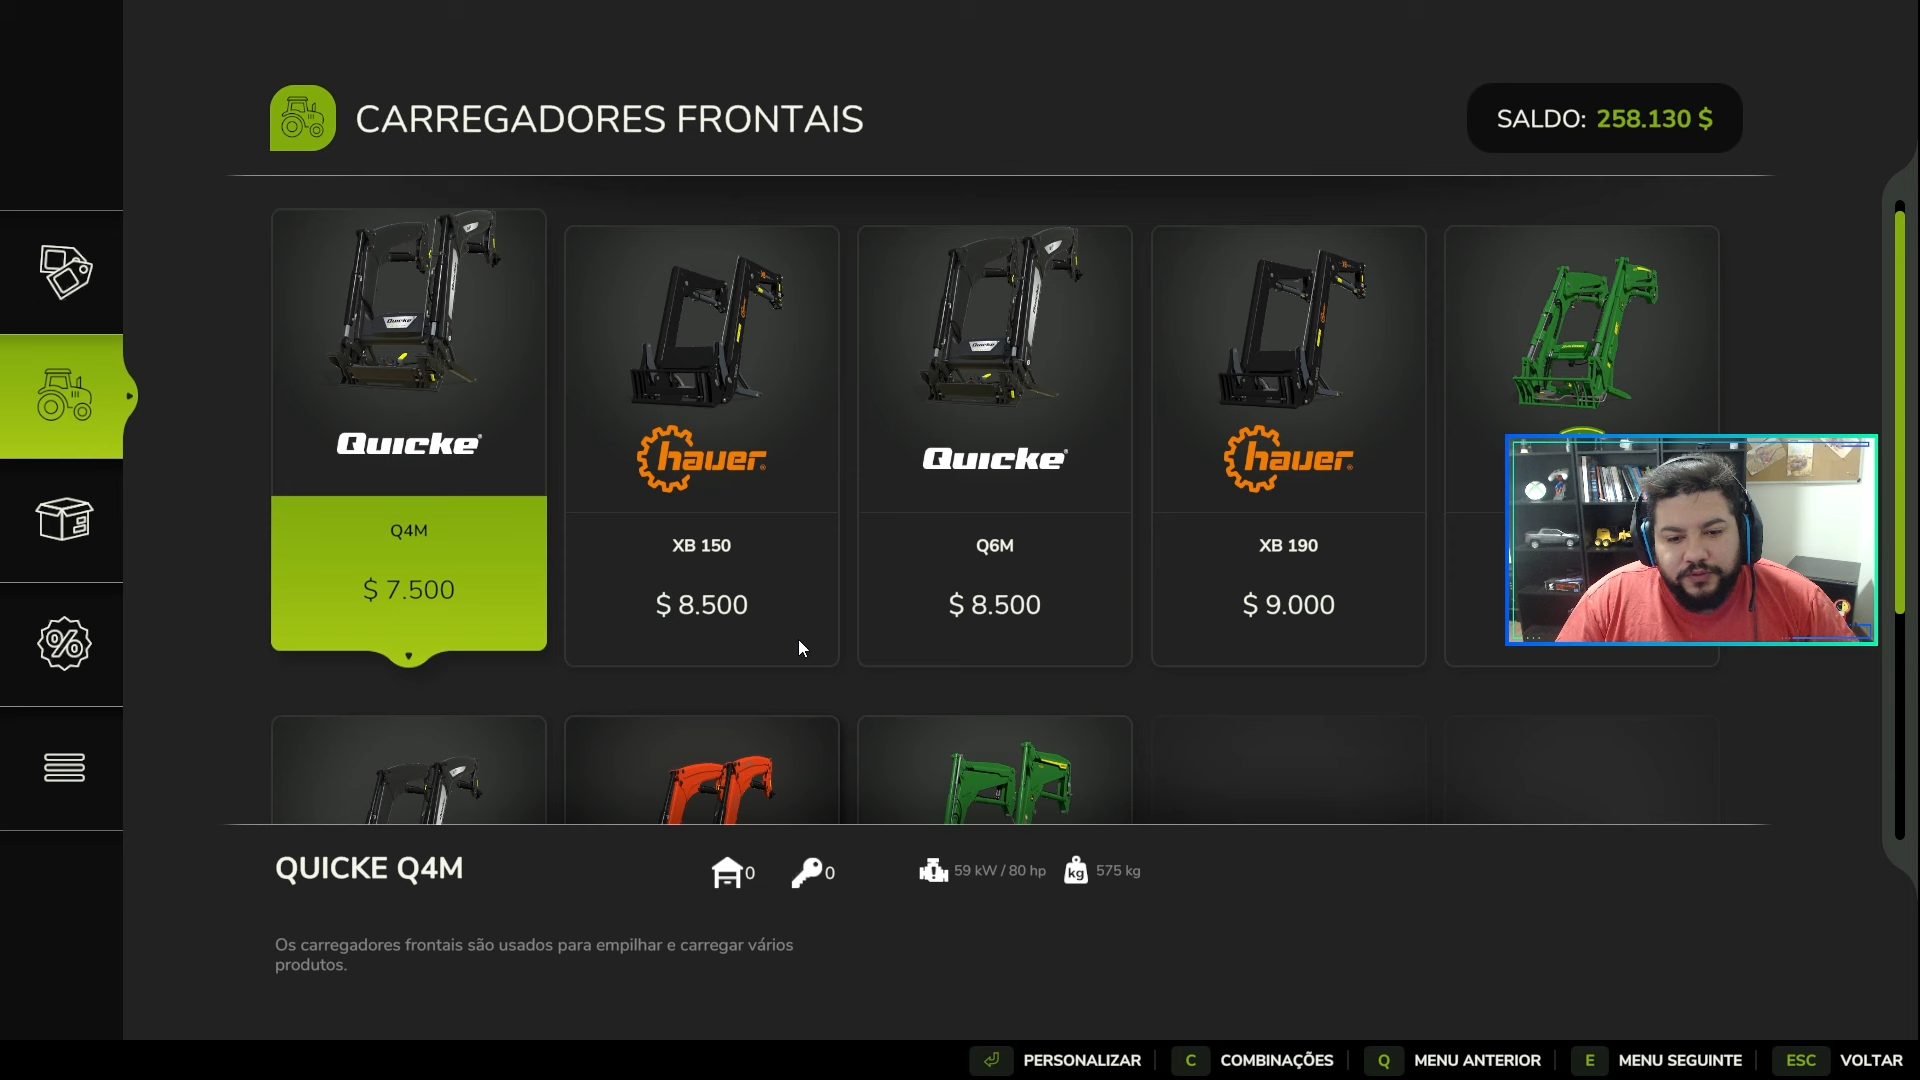 CARREGADORES FRONTAIS
SALDO: 258.130 $
Quicke
hauer
Quicke
hauer
Q4M
XB 150
Q6M
XB 190
$ 7.500
$ 8.500
$ 8.500
$ 9.000
QUICKE Q4M
0
0
59 kW / 80 hp
kg
575 kg
Os carregadores frontais são usados para empilhar e carregar vários
produtos.
PERSONALIZAR
C COMBINAÇÕES
Q MENU ANTERIOR
E MENU SEGUINTE
ESC VOLTAR